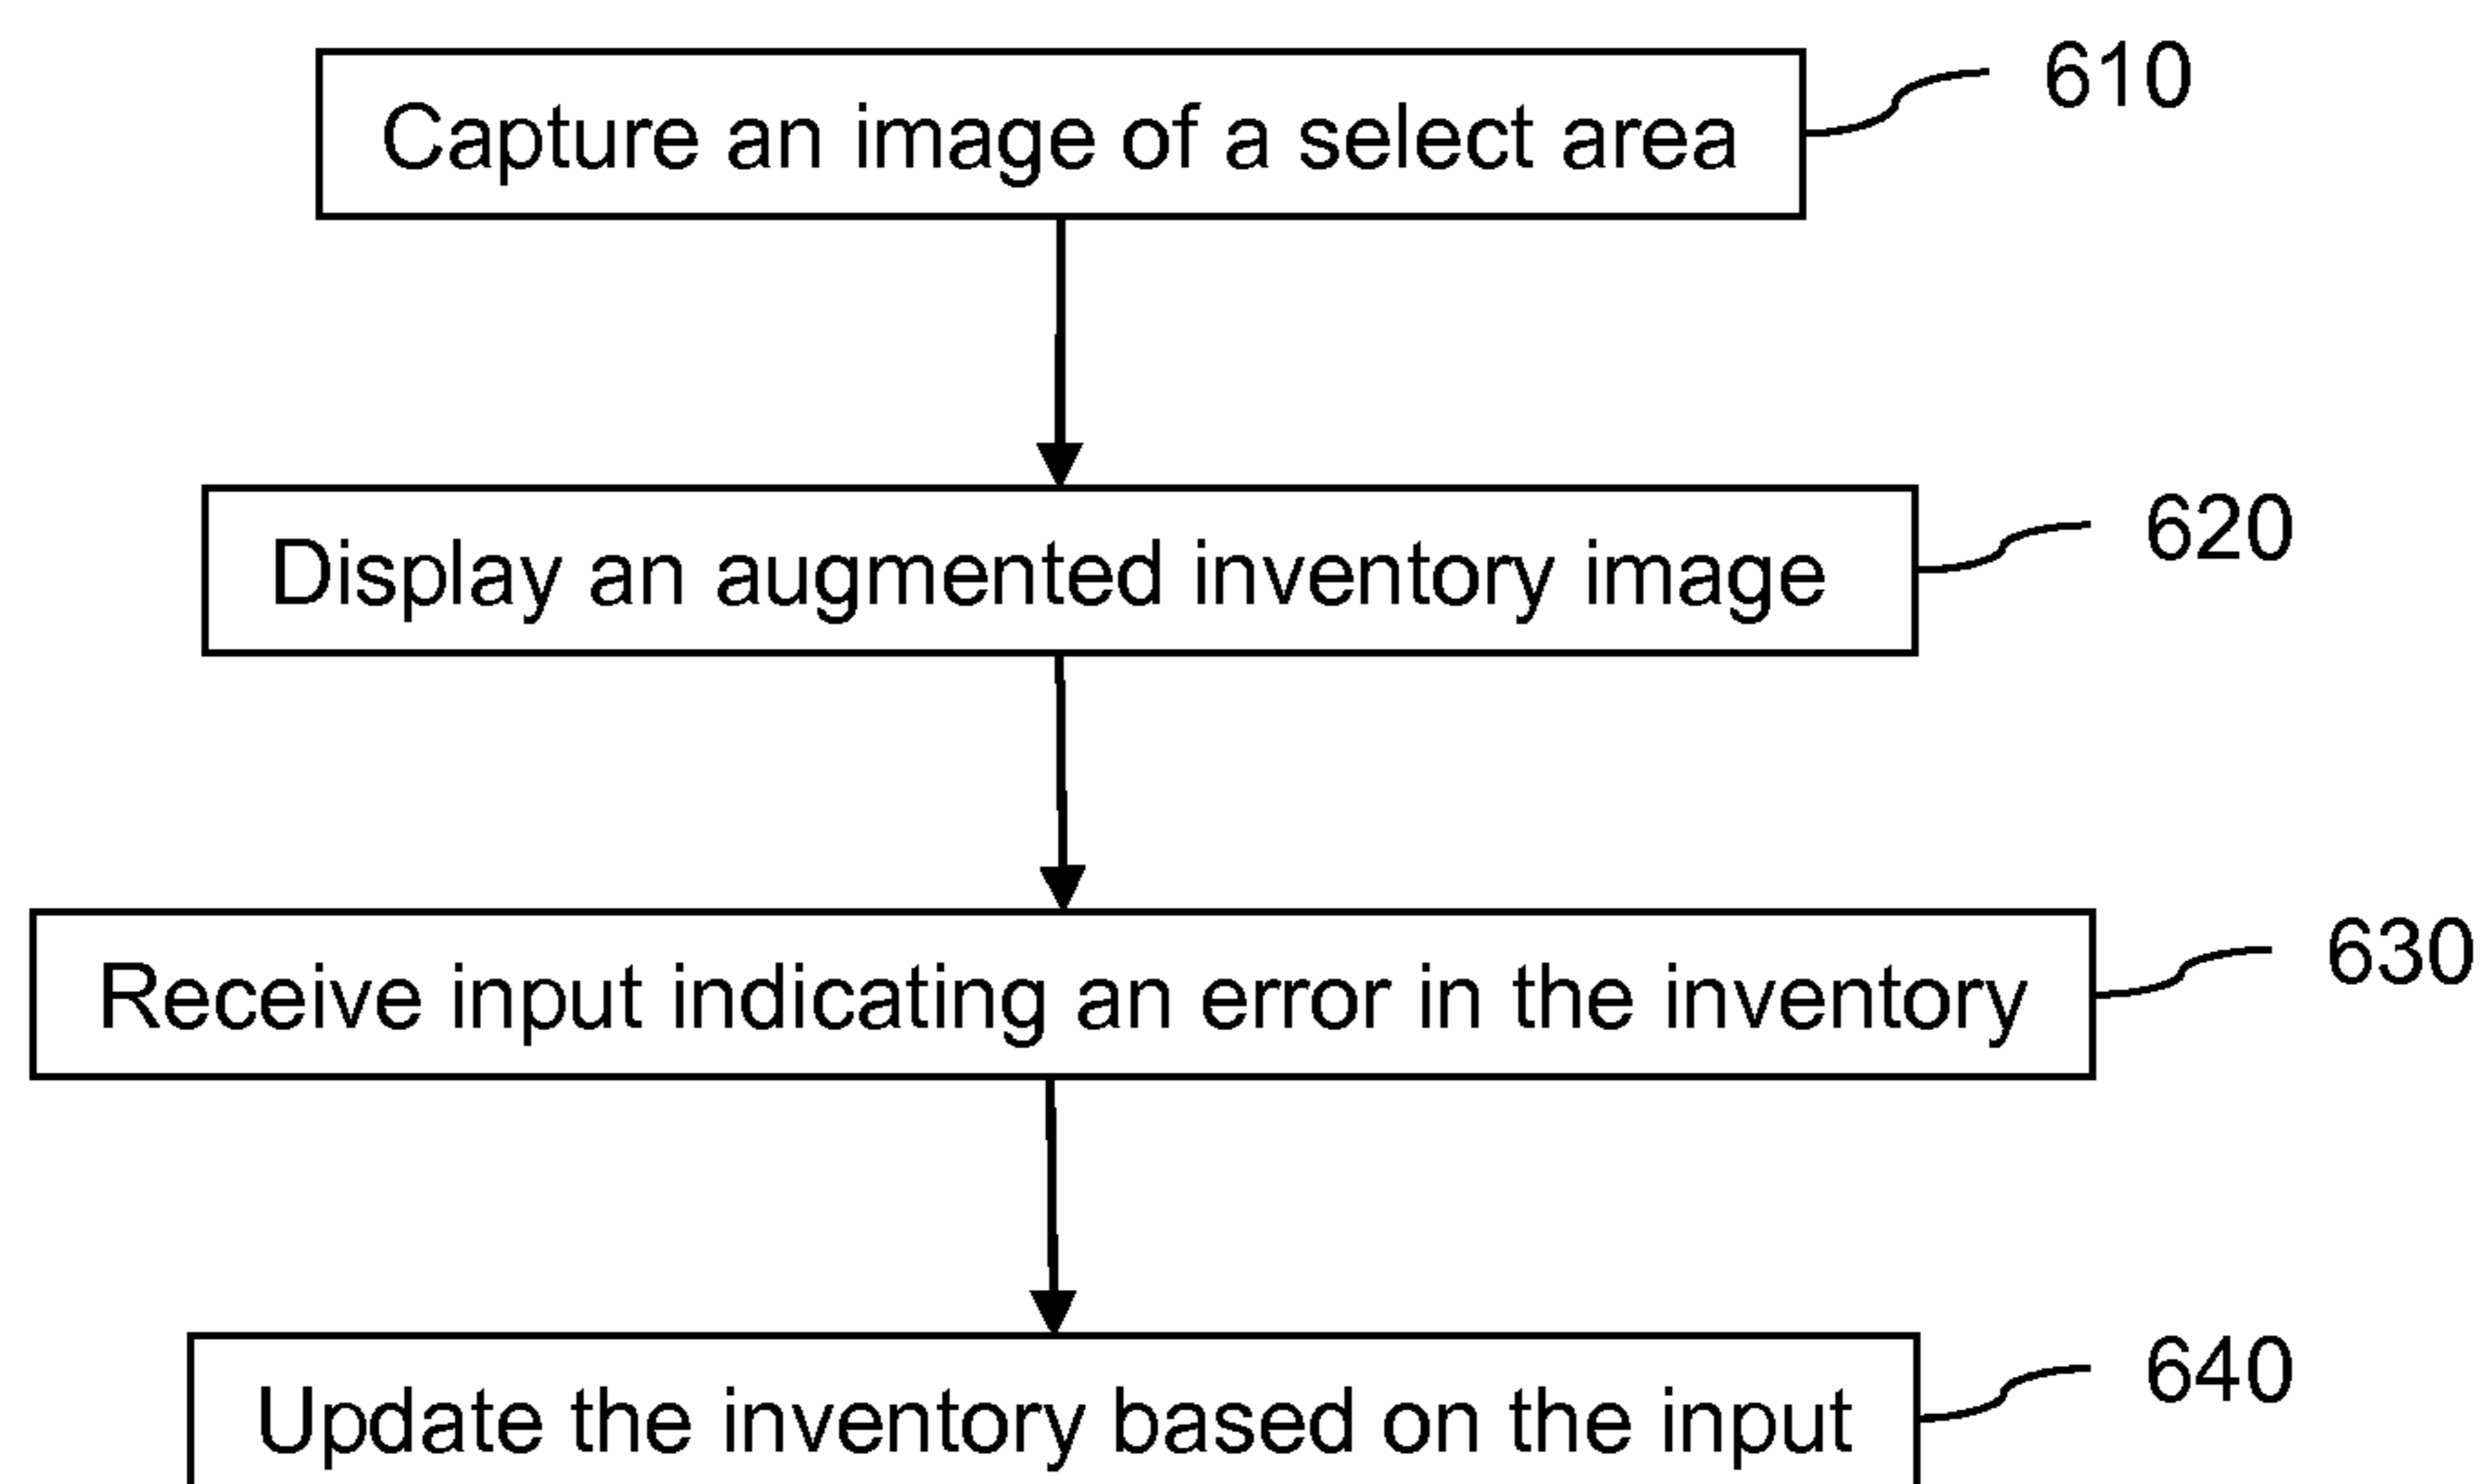 Capture an image of a select area
610
Display an augmented inventory image
620
Receive input indicating an error in the inventory
630
Update the inventory based on the input
640